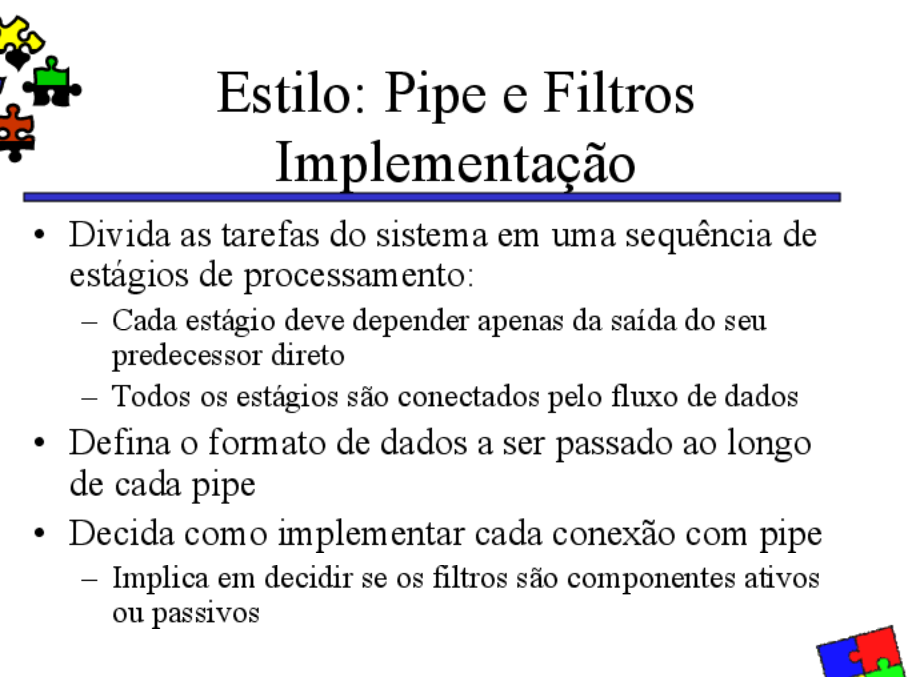 Estilo: Pipe e Filtros
Implementação
• Divida as tarefas do sistema em uma sequência de
estágios de processamento:
– Cada estágio deve depender apenas da saída do seu
predecessor direto
– Todos os estágios são conectados pelo fluxo de dados
• Defina o formato de dados a ser passado ao longo
de cada pipe
• Decida como implementar cada conexão com pipe
– Implica em decidir se os filtros são componentes ativos
ou passivos